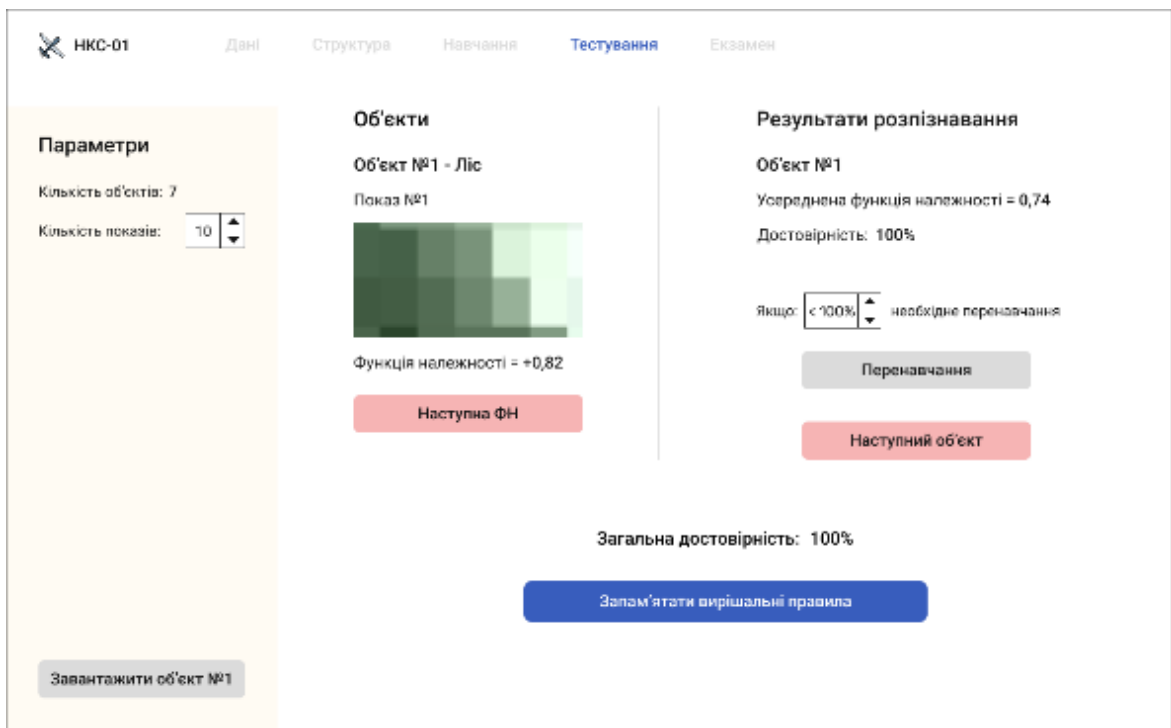 НКС-01 Дані Структура Навчання Тестування Екзамен
Параметри
Кількість об'єктів: 7
Кількість показів: 10
Завантажити об'єкт №1
Об'єкти
Об'єкт №1 - Ліс
Показ №1
Функція належності = +0,82
Наступна ФН
Результати розпізнавання
Об'єкт №1
Усереднена функція належності = 0,74
Достовірність: 100%
Якщо: < 100% необхідне перенавчання
Перенавчання
Наступний об'єкт
Загальна достовірність: 100%
Запам'ятати вирішальні правила